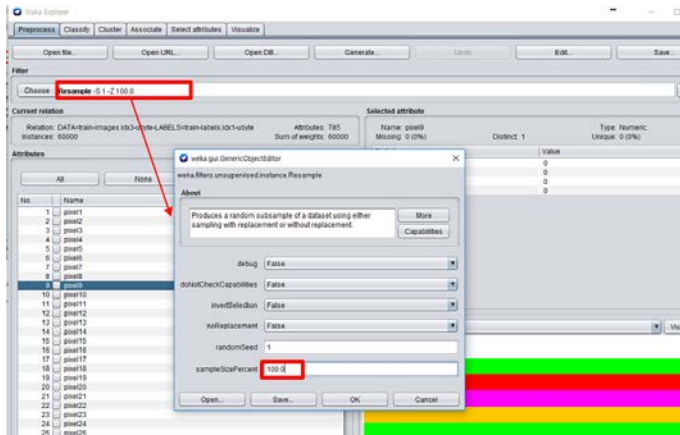 Weka Explorer
Preprocess Classify Cluster Associate Select attributes Visualize
Open file... Open URL... Open DB... Generate... Undo Edit... Save...
Filter
Choose Resample -S 1 -Z 100.0
Current relation
Relation: DATA=train-images.idx3-ubyte-LABELS=train-labels.idx1-ubyte
Instances: 60000
Attributes: 785
Sum of weights: 60000
Selected attribute
Name: pixel9
Missing: 0 (0%)
Distinct: 1
Type: Numeric
Unique: 0 (0%)
Value
0
0
0
0
Attributes
All None
No. Name
1 pixel1
2 pixel2
3 pixel3
4 pixel4
5 pixel5
6 pixel6
7 pixel7
8 pixel8
9 pixel9
10 pixel10
11 pixel11
12 pixel12
13 pixel13
14 pixel14
15 pixel15
16 pixel16
17 pixel17
18 pixel18
19 pixel19
20 pixel20
21 pixel21
22 pixel22
23 pixel23
24 pixel24
25 pixel25
weka.gui.GenericObjectEditor
weka.filters.unsupervised.instance.Resample
About
Produces a random subsample of a dataset using either
sampling with replacement or without replacement.
More
Capabilities
debug False
doNotCheckCapabilities False
invertSelection False
noReplacement False
randomSeed 1
sampleSizePercent 100.0
Open... Save... OK Cancel